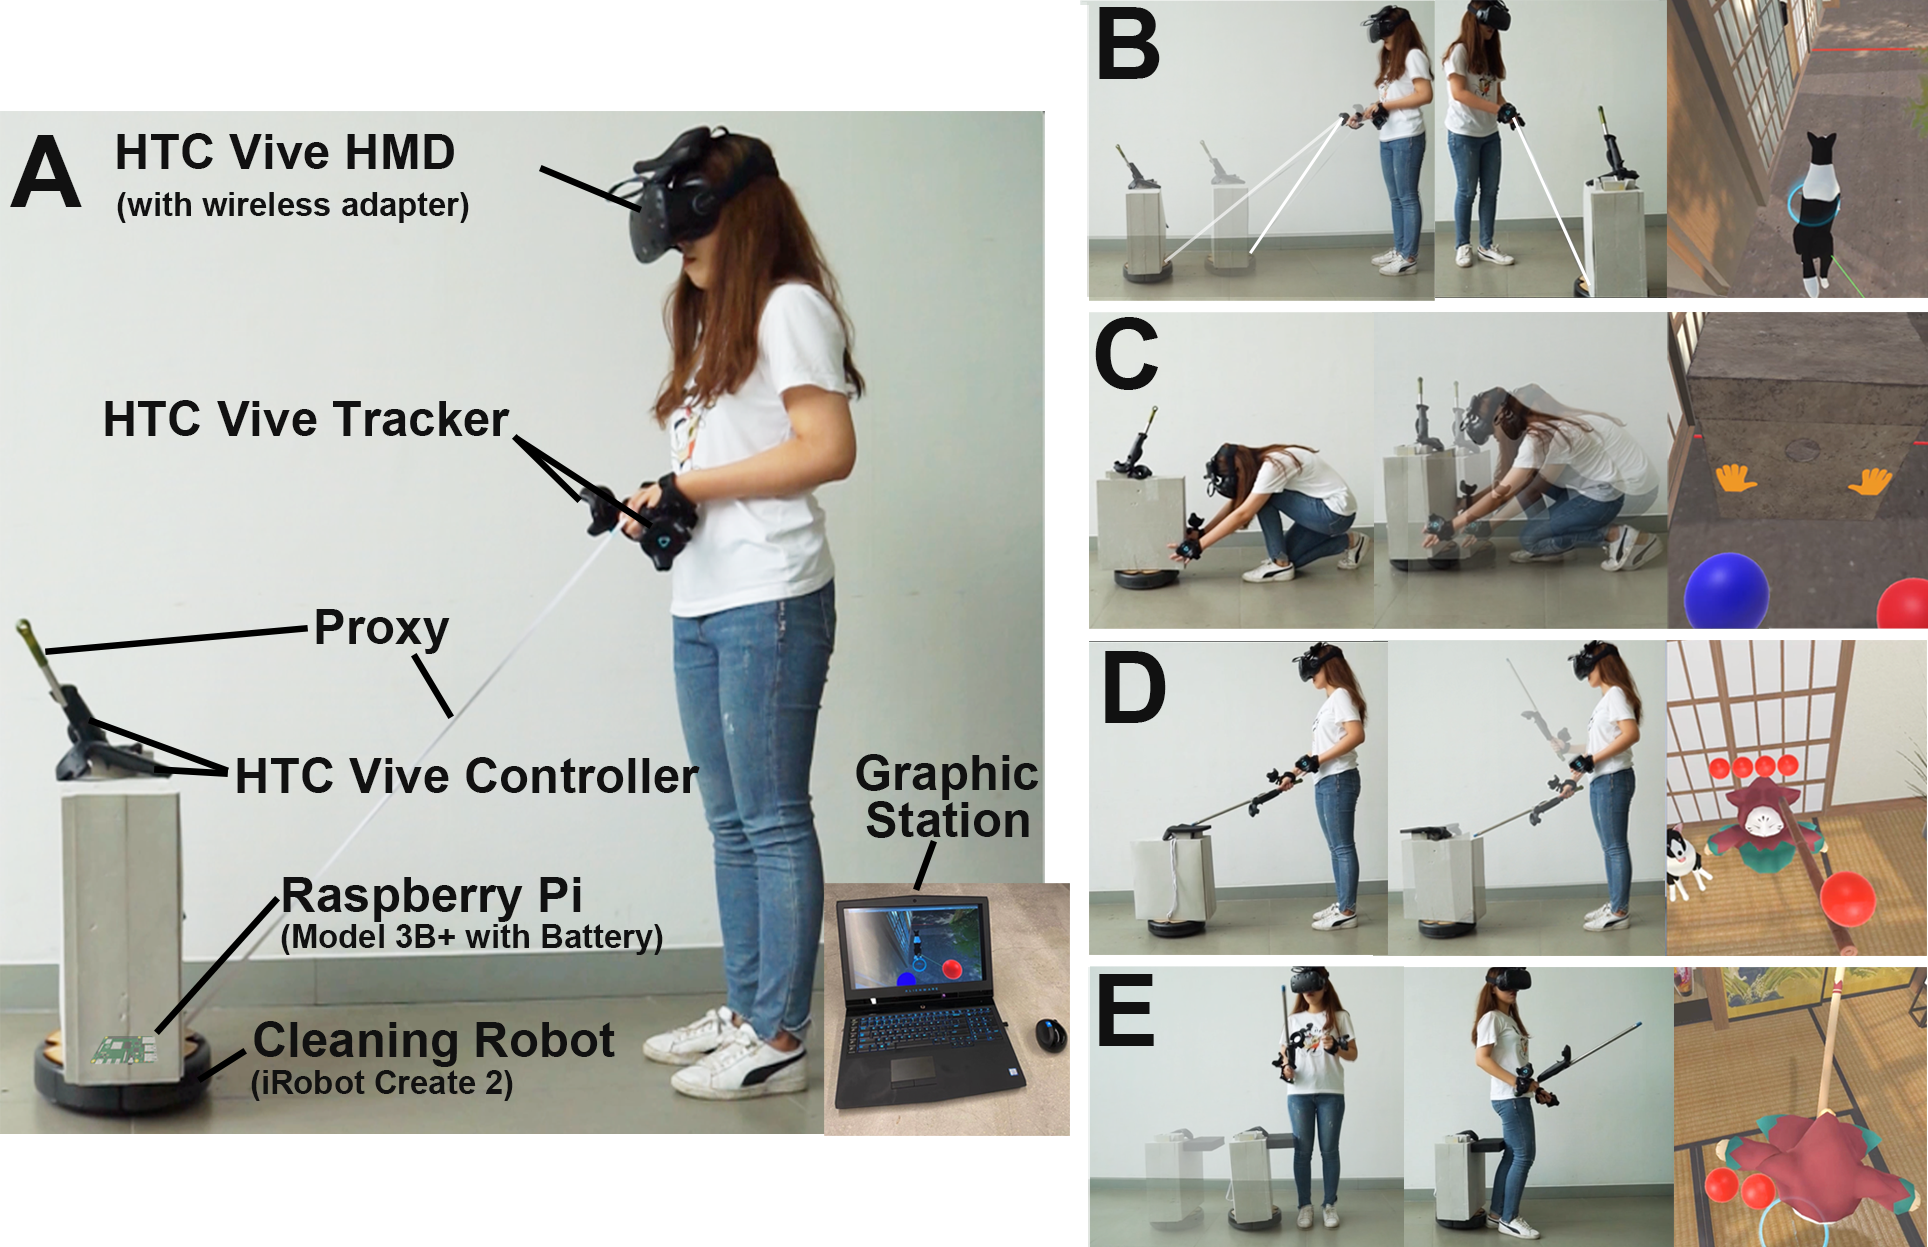 A
HTC Vive HMD
(with wireless adapter)
HTC Vive Tracker
Proxy
HTC Vive Controller
Graphic
Station
Raspberry Pi
(Model 3B+ with Battery)
Cleaning Robot
(iRobot Create 2)
B
C
D
E